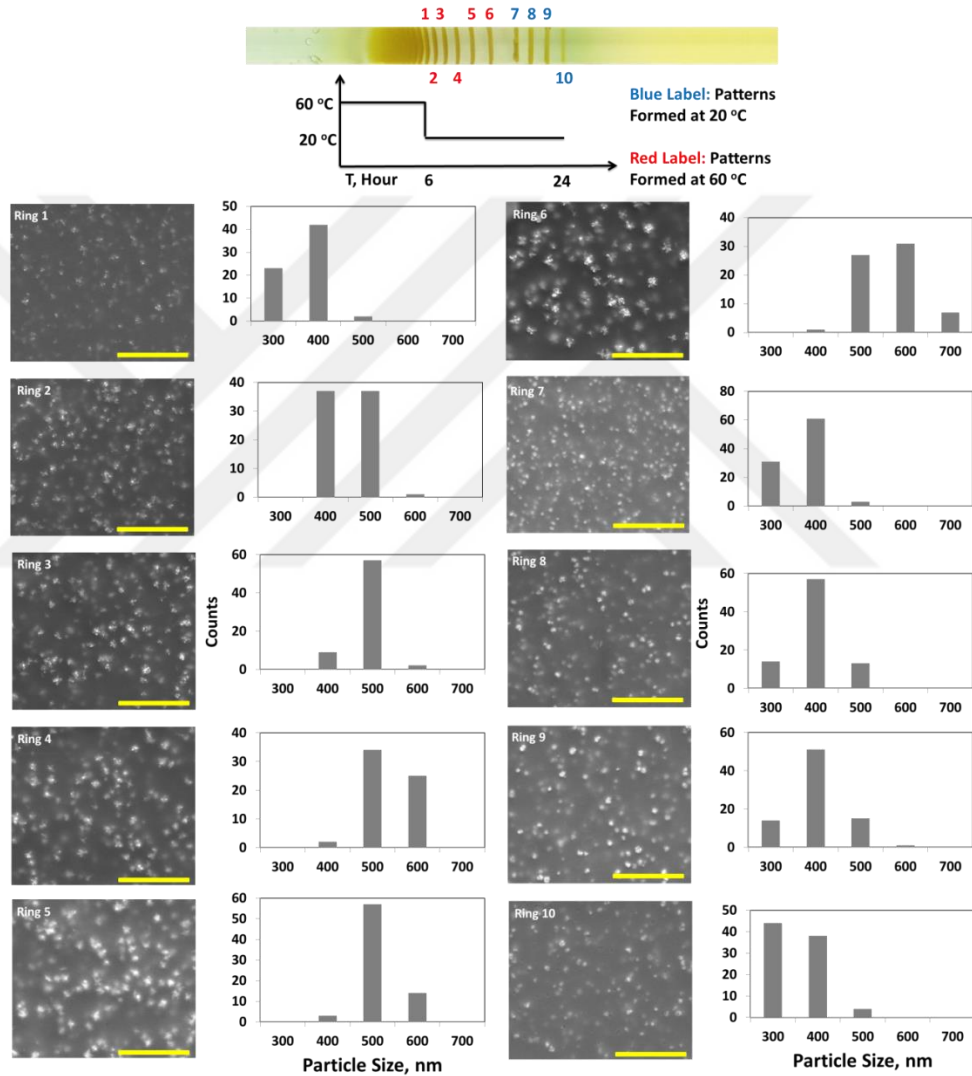 1 3 5 6 7 8 9
2 4 10
60 °C
20 °C
T, Hour 6 24
Blue Label: Patterns
Formed at 20 °C
Red Label: Patterns
Formed at 60 °C
Ring 1
50
40
30
20
10
0
300 400 500 600 700
Ring 2
40
30
20
10
0
300 400 500 600 700
Ring 3
Counts
60
40
20
0
300 400 500 600 700
Ring 4
40
30
20
10
0
300 400 500 600 700
Ring 5
60
50
40
30
20
10
0
300 400 500 600 700
Particle Size, nm
Ring 6
40
30
20
10
0
300 400 500 600 700
Ring 7
80
60
40
20
0
300 400 500 600 700
Ring 8
Counts
60
40
20
0
300 400 500 600 700
Ring 9
60
40
20
0
300 400 500 600 700
Ring 10
50
40
30
20
10
0
300 400 500 600 700
Particle Size, nm